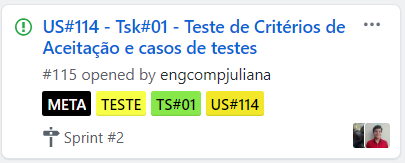 US#114 - Tsk#01 - Teste de Critérios de
Aceitação e casos de testes
#115 opened by engcompjuliana
META TESTE TS#01 US#114
Sprint #2